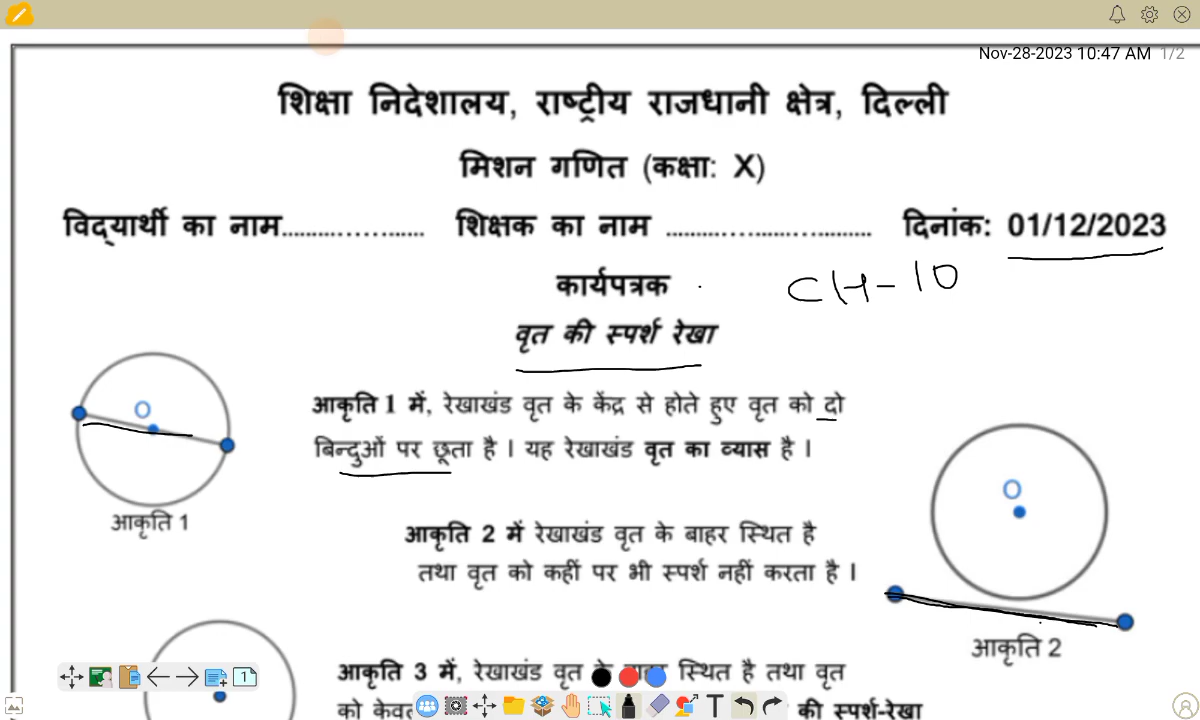 Nov-28-2023 10:47 AM 1/2
शिक्षा निदेशालय, राष्ट्रीय राजधानी क्षेत्र, दिल्ली
मिशन गणित (कक्षा: X)
विद्यार्थी का नाम..................... शिक्षक का नाम .............................. दिनांक: 01/12/2023
कार्यपत्रक
CH-10
वृत की स्पर्श रेखा
आकृति 1 में, रेखाखंड वृत के केंद्र से होते हुए वृत को दो
बिन्दुओं पर छूता है । यह रेखाखंड वृत का व्यास है ।
O
आकृति 1
O
आकृति 2 में रेखाखंड वृत के बाहर स्थित है
तथा वृत को कहीं पर भी स्पर्श नहीं करता है ।
आकृति 2
आकृति 3 में, रेखाखंड वृत स्थित है तथा वृत
को की स्पर्श-रेखा
1
T